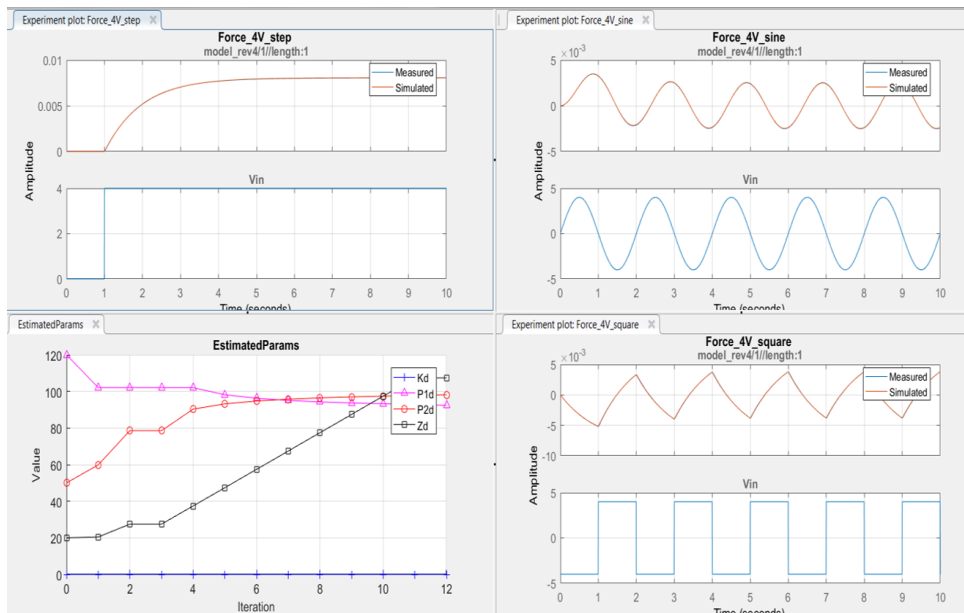 Experiment plot: Force_4V_step ×
Force_4V_step
model_rev4/1//length:1
0.01
0.005
0
Measured
Simulated
Amplitude
Vin
4
2
0
0 1 2 3 4 5 6 7 8 9 10
Time (seconds)
Experiment plot: Force_4V_sine ×
Force_4V_sine
model_rev4/1//length:1
×10⁻³
5
0
-5
Measured
Simulated
Amplitude
Vin
5
0
-5
0 1 2 3 4 5 6 7 8 9 10
Time (seconds)
EstimatedParams ×
EstimatedParams
120
100
80
60
40
20
0
Value
Kd
P1d
P2d
Zd
0 2 4 6 8 10 12
Iteration
Experiment plot: Force_4V_square ×
Force_4V_square
model_rev4/1//length:1
×10⁻³
5
0
-5
-10
Measured
Simulated
Amplitude
Vin
5
0
-5
0 1 2 3 4 5 6 7 8 9 10
Time (seconds)